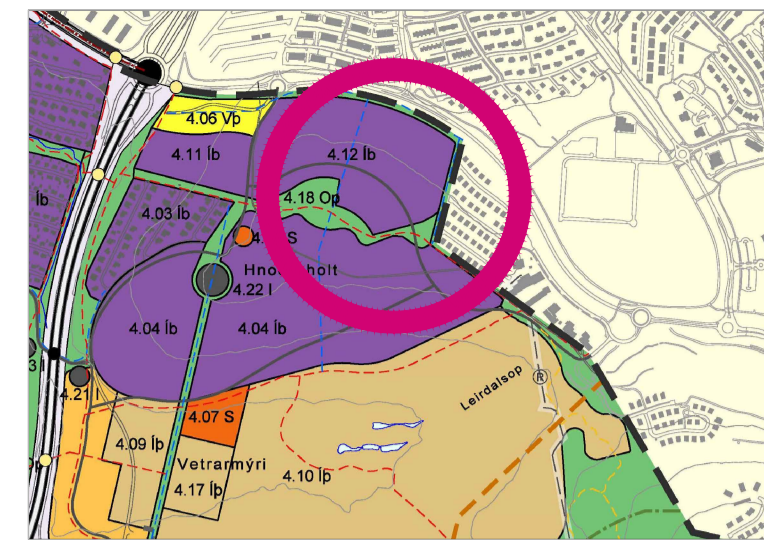 4.06 Vþ
4.11 Íb
4.12 Íb
Íb
4.03 Íb
4.18 Op
S
4.22 I
4.04 Íb
4.04 Íb
4.21 I
Leirdalsop
R
4.07 S
4.09 Íþ
Vetrarmýri
4.10 Íþ
4.17 Íþ